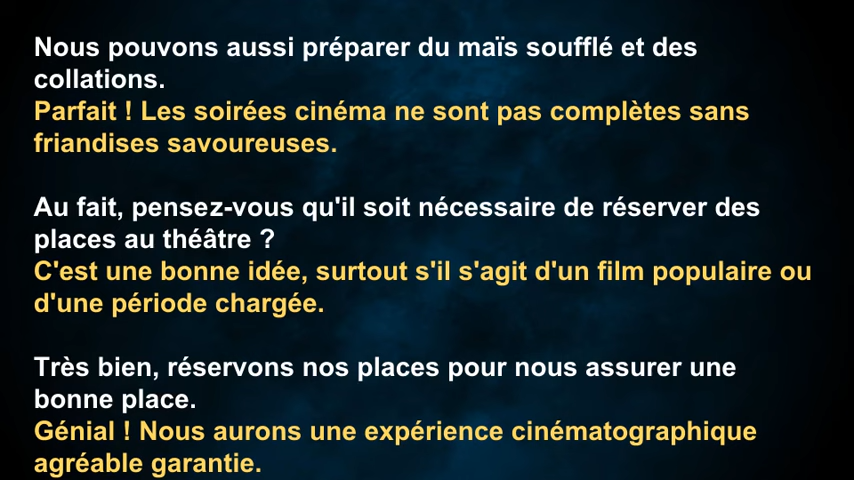 Nous pouvons aussi préparer du maïs soufflé et des
collations.
Parfait ! Les soirées cinéma ne sont pas complètes sans
friandises savoureuses.
Au fait, pensez-vous qu'il soit nécessaire de réserver des
places au théâtre ?
C'est une bonne idée, surtout s'il s'agit d'un film populaire ou
d'une période chargée.
Très bien, réservons nos places pour nous assurer une
bonne place.
Génial ! Nous aurons une expérience cinématographique
agréable garantie.